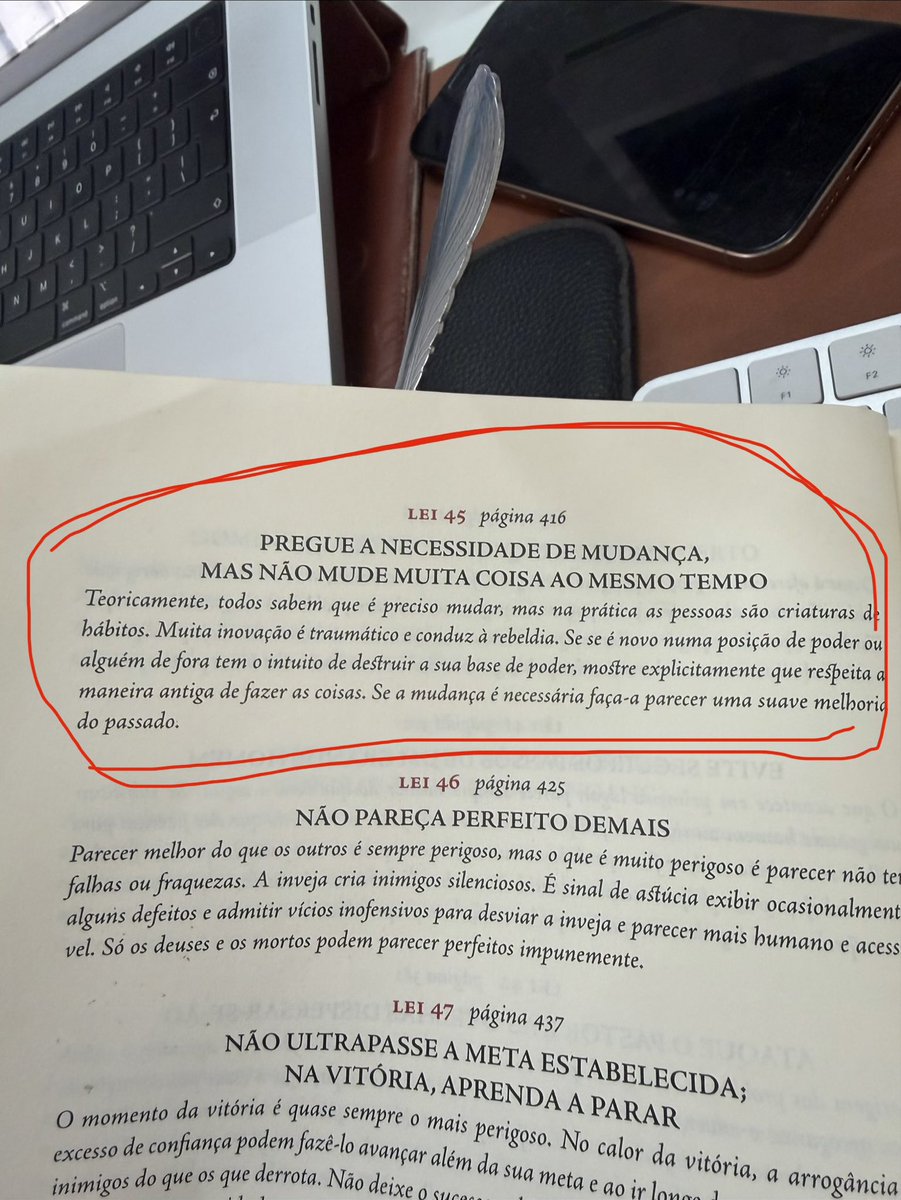 U I O P { [ } ]
H J K L : ; " '
N M < , > . ? /
command option
F1 F2
LEI 45 página 416
PREGUE A NECESSIDADE DE MUDANÇA,
MAS NÃO MUDE MUITA COISA AO MESMO TEMPO
Teoricamente, todos sabem que é preciso mudar, mas na prática as pessoas são criaturas de
hábitos. Muita inovação é traumático e conduz à rebeldia. Se se é novo numa posição de poder ou
alguém de fora tem o intuito de destruir a sua base de poder, mostre explicitamente que respeita a
maneira antiga de fazer as coisas. Se a mudança é necessária faça-a parecer uma suave melhoria
do passado.
LEI 46 página 425
NÃO PAREÇA PERFEITO DEMAIS
Parecer melhor do que os outros é sempre perigoso, mas o que é muito perigoso é parecer não ter
falhas ou fraquezas. A inveja cria inimigos silenciosos. É sinal de astúcia exibir ocasionalment
alguns defeitos e admitir vícios inofensivos para desviar a inveja e parecer mais humano e acess
vel. Só os deuses e os mortos podem parecer perfeitos impunemente.
LEI 47 página 437
NÃO ULTRAPASSE A META ESTABELECIDA;
NA VITÓRIA, APRENDA A PARAR
O momento da vitória é quase sempre o mais perigoso. No calor da vitória, a arrogância
excesso de confiança podem fazê-lo avançar além da sua meta e ao ir longe
inimigos do que os que derrota. Não deixe o